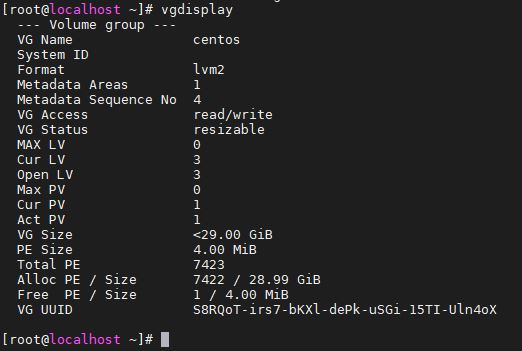 [root@localhost ~]# vgdisplay
  --- Volume group ---
  VG Name               centos
  System ID
  Format                lvm2
  Metadata Areas        1
  Metadata Sequence No  4
  VG Access             read/write
  VG Status             resizable
  MAX LV                0
  Cur LV                3
  Open LV               3
  Max PV                0
  Cur PV                1
  Act PV                1
  VG Size               <29.00 GiB
  PE Size               4.00 MiB
  Total PE              7423
  Alloc PE / Size       7422 / 28.99 GiB
  Free  PE / Size       1 / 4.00 MiB
  VG UUID               S8RQoT-irs7-bKXl-dePk-uSGi-15TI-Uln4oX

[root@localhost ~]#